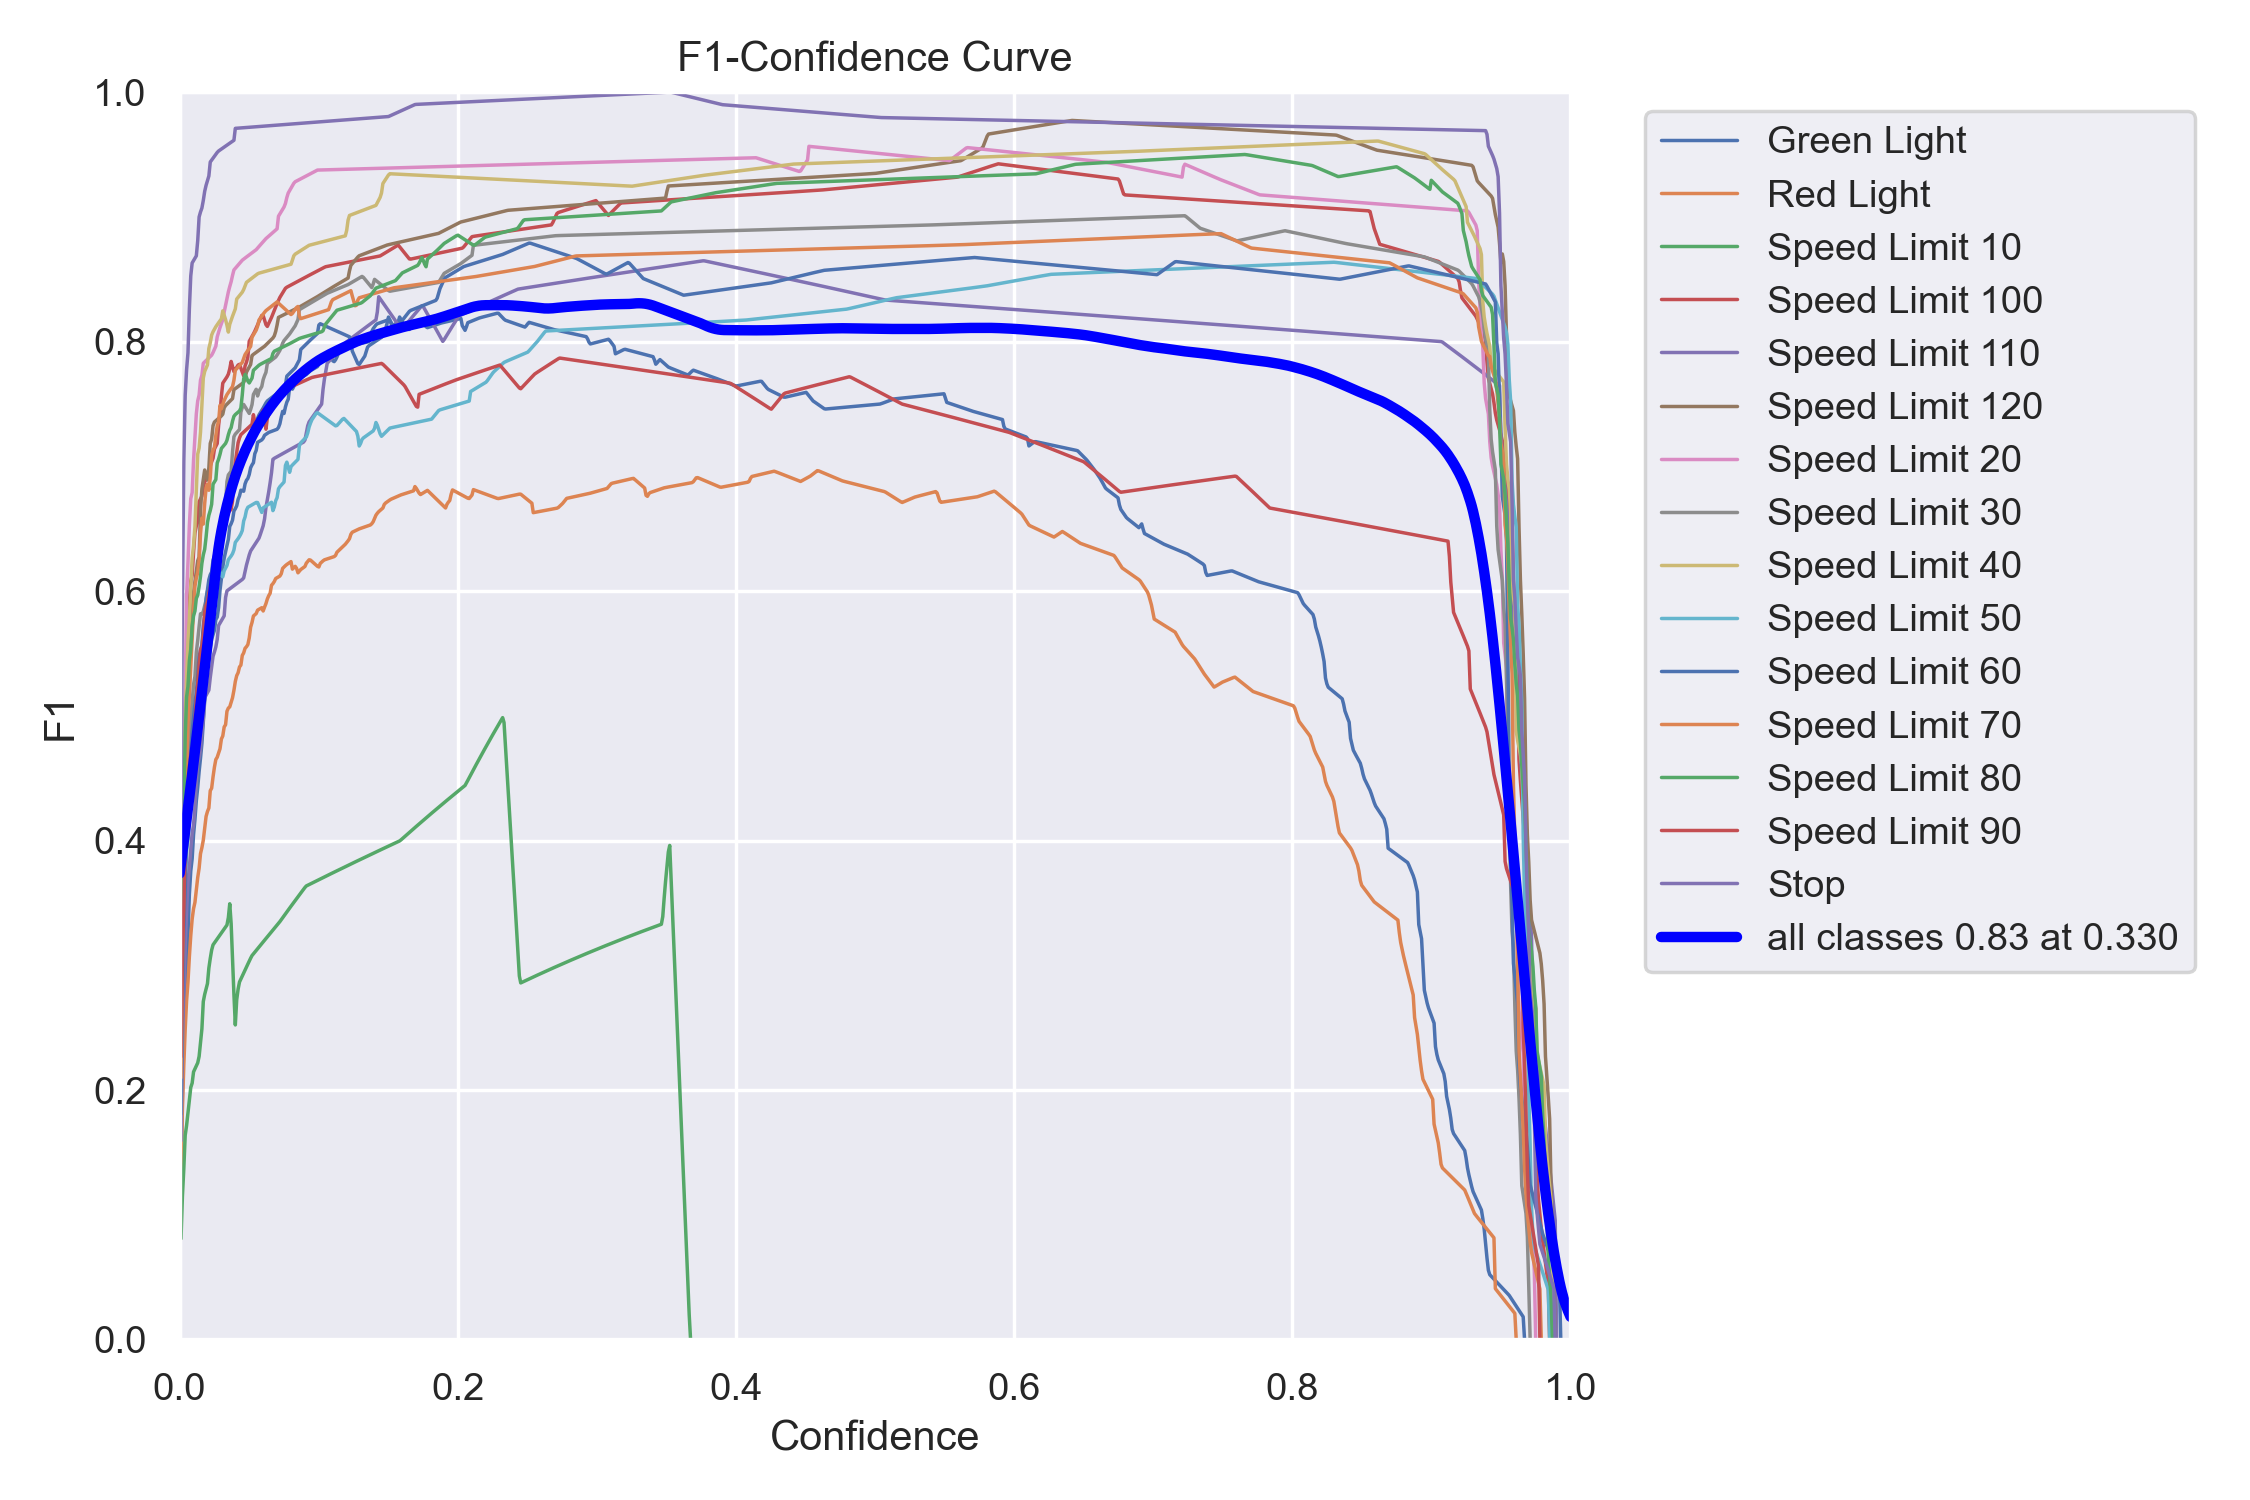 F1-Confidence Curve
1.0
0.8
0.6
0.4
0.2
0.0
F1
0.0 0.2 0.4 0.6 0.8 1.0
Confidence
Green Light
Red Light
Speed Limit 10
Speed Limit 100
Speed Limit 110
Speed Limit 120
Speed Limit 20
Speed Limit 30
Speed Limit 40
Speed Limit 50
Speed Limit 60
Speed Limit 70
Speed Limit 80
Speed Limit 90
Stop
all classes 0.83 at 0.330